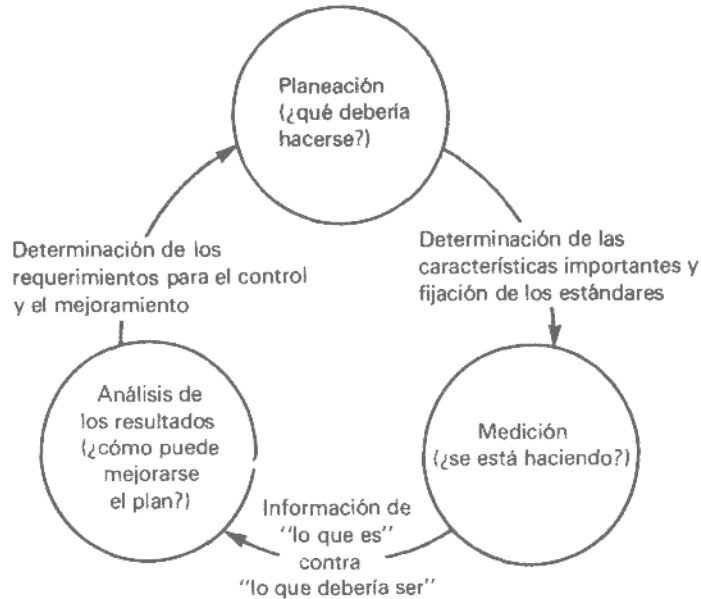 Planeación
(¿qué debería
hacerse?)
Determinación de las
características importantes y
fijación de los estándares
Medición
(¿se está haciendo?)
Información de
"lo que es"
contra
"lo que debería ser"
Análisis de
los resultados
(¿cómo puede
mejorarse
el plan?)
Determinación de los
requerimientos para el control
y el mejoramiento